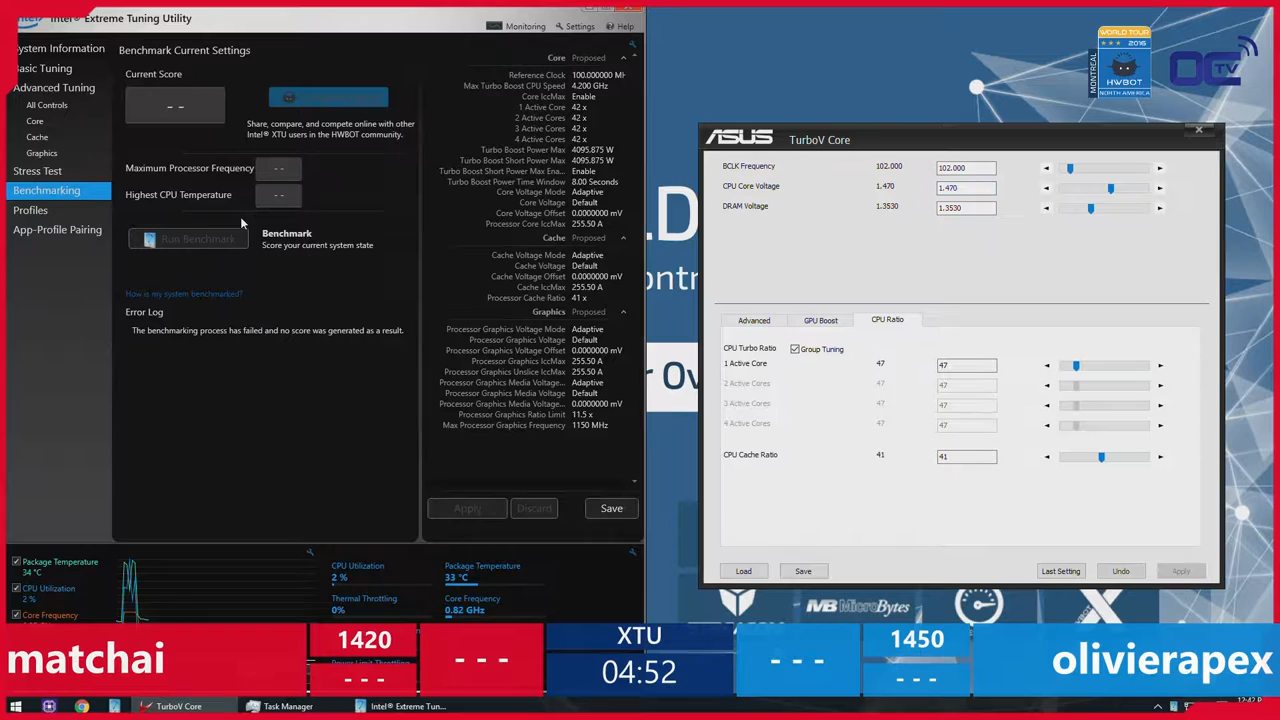 Intel® Extreme Tuning Utility
Monitoring
Settings
Help
System Information
Basic Tuning
Advanced Tuning
All Controls
Core
Cache
Graphics
Stress Test
Benchmarking
Profiles
App-Profile Pairing
Benchmark Current Settings
Current Score
- -
Share, compare, and compete online with other
Intel® XTU users in the HWBOT community.
Maximum Processor Frequency - -
Highest CPU Temperature - -
Run Benchmark
Benchmark
Score your current system state
How is my system benchmarked?
Error Log
The benchmarking process has failed and no score was generated as a result.
Core Proposed
Reference Clock 100.000000 MH
Max Turbo Boost CPU Speed 4.200 GHz
Core IccMax Enable
1 Active Core 42 x
2 Active Cores 42 x
3 Active Cores 42 x
4 Active Cores 42 x
Turbo Boost Power Max 4095.875 W
Turbo Boost Short Power Max 4095.875 W
Turbo Boost Short Power Max Ena... Enable
Turbo Boost Power Time Window 8.00 Seconds
Core Voltage Mode Adaptive
Core Voltage Default
Core Voltage Offset 0.0000000 mV
Processor Core IccMax 255.50 A
Cache Proposed
Cache Voltage Mode Adaptive
Cache Voltage Default
Cache Voltage Offset 0.0000000 mV
Cache IccMax 255.50 A
Processor Cache Ratio 41 x
Graphics Proposed
Processor Graphics Voltage Mode Adaptive
Processor Graphics Voltage Default
Processor Graphics Voltage Offset 0.0000000 mV
Processor Graphics IccMax 255.50 A
Processor Graphics Unslice IccMax 255.50 A
Processor Graphics Media Voltage... Adaptive
Processor Graphics Media Voltage... Default
Processor Graphics Media Voltage... 0.0000000 mV
Processor Graphics Ratio Limit 11.5 x
Max Processor Graphics Frequency 1150 MHz
Apply
Discard
Save
Package Temperature
34 °C
CPU Utilization
2 %
Core Frequency
CPU Utilization
2 %
Thermal Throttling
0%
Package Temperature
33 °C
Core Frequency
0.82 GHz
WORLD TOUR
2016
MONTREAL
HWBOT
NORTH AMERICA
OCTV
ASUS TurboV Core
BCLK Frequency 102.000 102.000
CPU Core Voltage 1.470 1.470
DRAM Voltage 1.3530 1.3530
Advanced
GPU Boost
CPU Ratio
CPU Turbo Ratio Group Tuning
1 Active Core 47 47
2 Active Cores 47 47
3 Active Cores 47 47
4 Active Cores 47 47
CPU Cache Ratio 41 41
Load
Save
Last Setting
Undo
Apply
MicroBytes
matchai
1420
- - -
- - -
XTU
04:52
- - -
1450
- - -
olivierapex
TurboV Core
Task Manager
Intel® Extreme Tun...